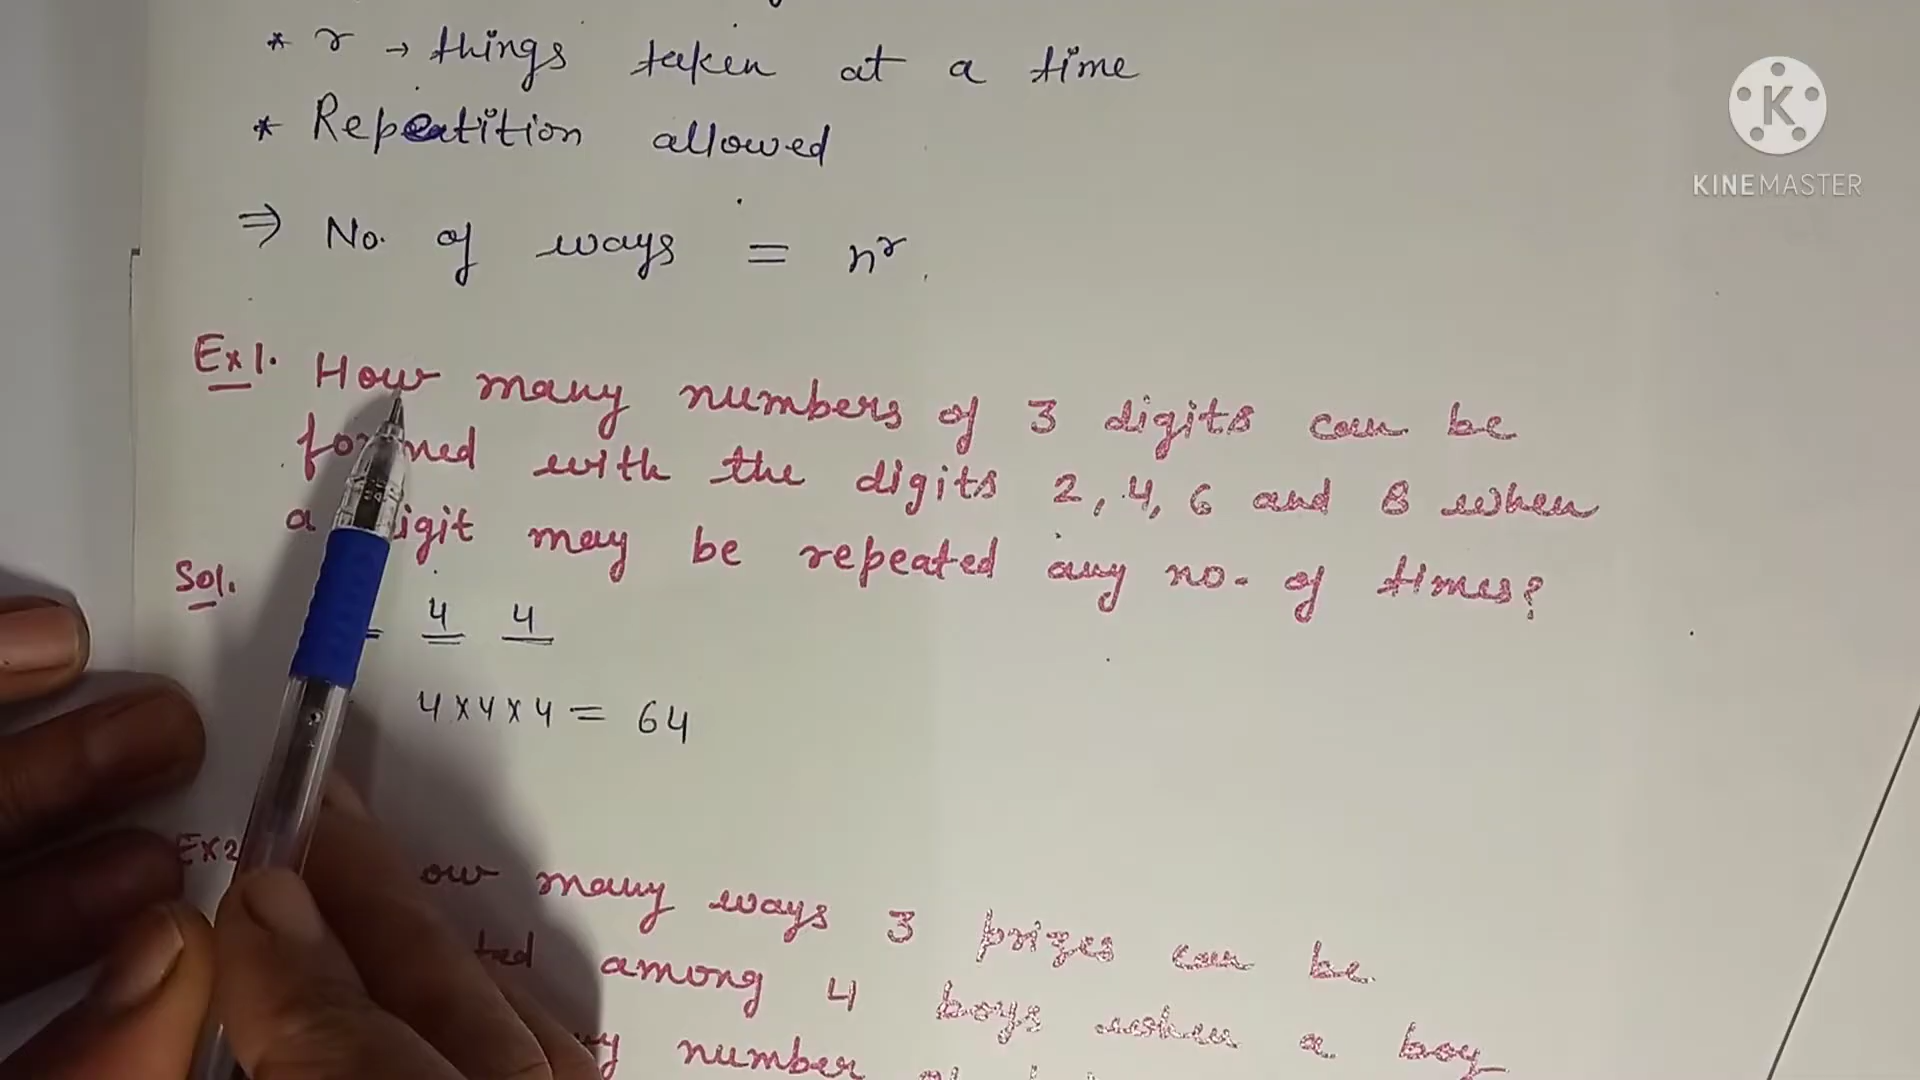 * r → things taken at a time
* Repeatition allowed
⇒ No. of ways = n^r.
Ex1. How many numbers of 3 digits can be
formed with the digits 2, 4, 6 and 8 when
a digit may be repeated any no. of times?
Sol.
4 4
4 x 4 x 4 = 64
Ex2
many ways 3 prizes can be
among 4 boys when a boy
number
K
KINEMASTER